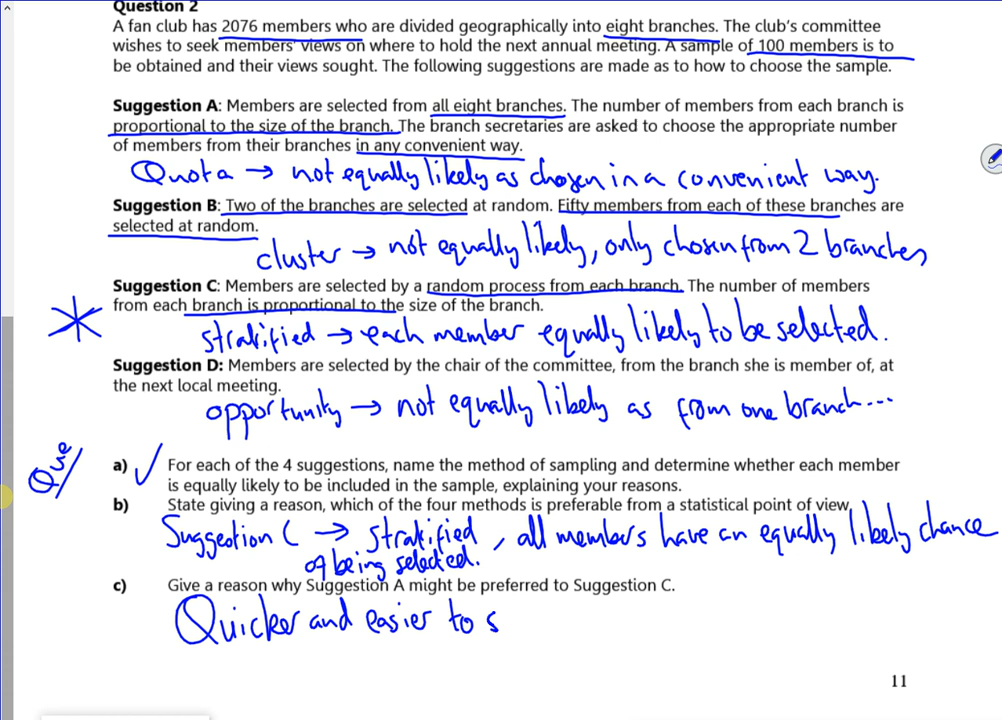 Question 2
A fan club has 2076 members who are divided geographically into eight branches. The club's committee
wishes to seek members' views on where to hold the next annual meeting. A sample of 100 members is to
be obtained and their views sought. The following suggestions are made as to how to choose the sample.
Suggestion A: Members are selected from all eight branches. The number of members from each branch is
proportional to the size of the branch. The branch secretaries are asked to choose the appropriate number
of members from their branches in any convenient way.
Quota → not equally likely as chosen in a convenient way.
Suggestion B: Two of the branches are selected at random. Fifty members from each of these branches are
selected at random.
cluster → not equally likely, only chosen from 2 branches
Suggestion C: Members are selected by a random process from each branch. The number of members
from each branch is proportional to the size of the branch.
stratified → each member equally likely to be selected.
Suggestion D: Members are selected by the chair of the committee, from the branch she is member of, at
the next local meeting.
opportunity → not equally likely as from one branch...
Que
a) For each of the 4 suggestions, name the method of sampling and determine whether each member
is equally likely to be included in the sample, explaining your reasons.
b) State giving a reason, which of the four methods is preferable from a statistical point of view.
Suggestion C → stratified, all members have an equally likely chance
of being selected.
c) Give a reason why Suggestion A might be preferred to Suggestion C.
Quicker and easier to s
11